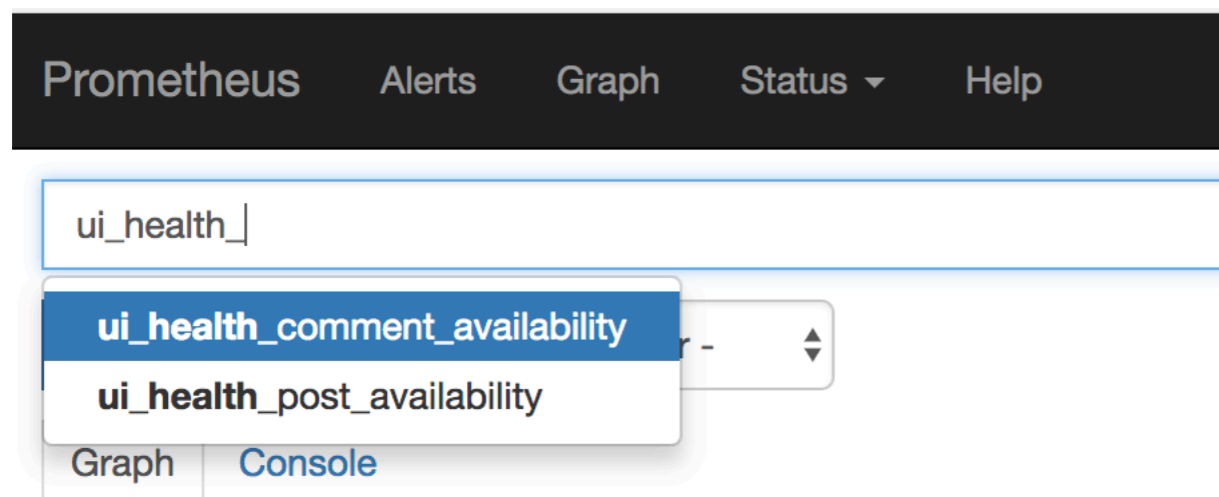 Prometheus Alerts Graph Status Help
ui_health_
ui_health_comment_availability
r -
ui_health_post_availability
Graph Console